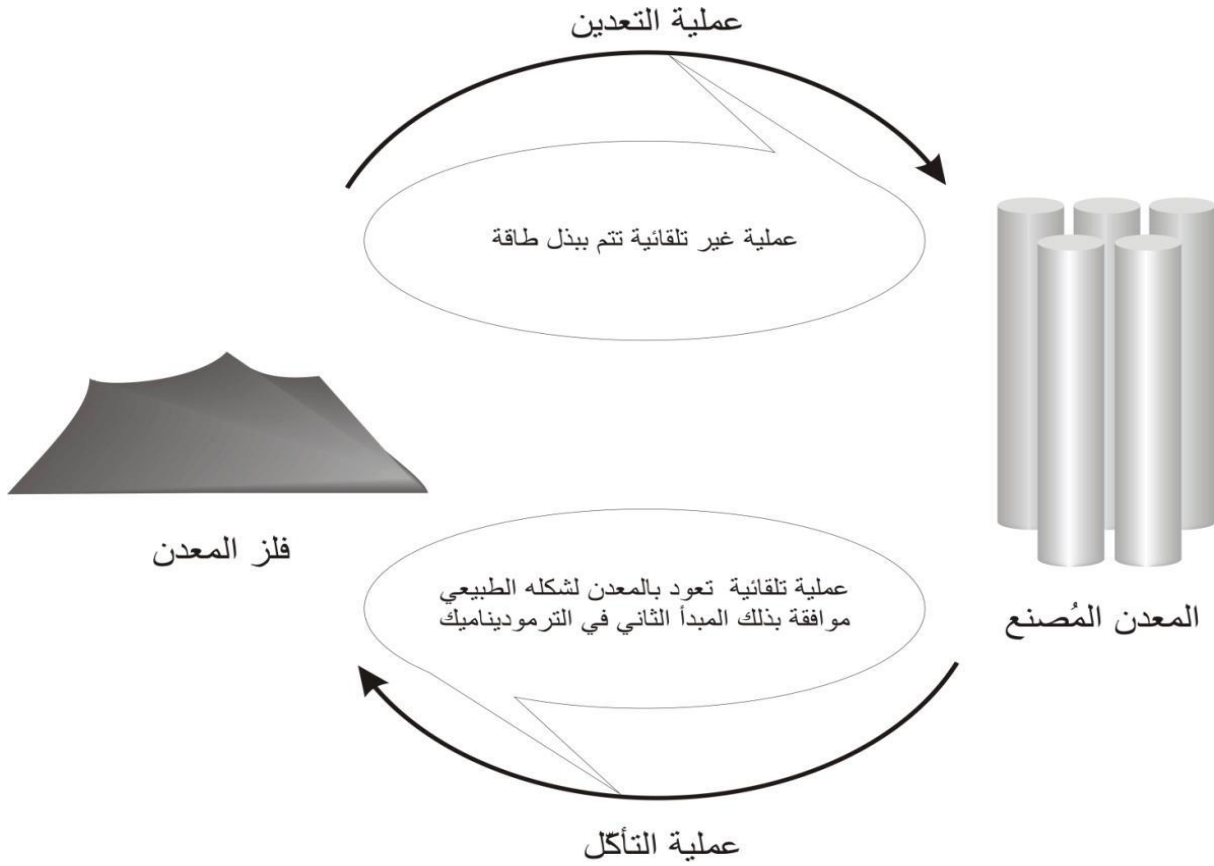 عملية التعدين
عملية غير تلقائية تتم ببذل طاقة
فلز المعدن
عملية تلقائية تعود بالمعدن لشكله الطبيعي
موافقة بذلك المبدأ الثاني في الترموديناميك
المعدن المُصنع
عملية التأكّل